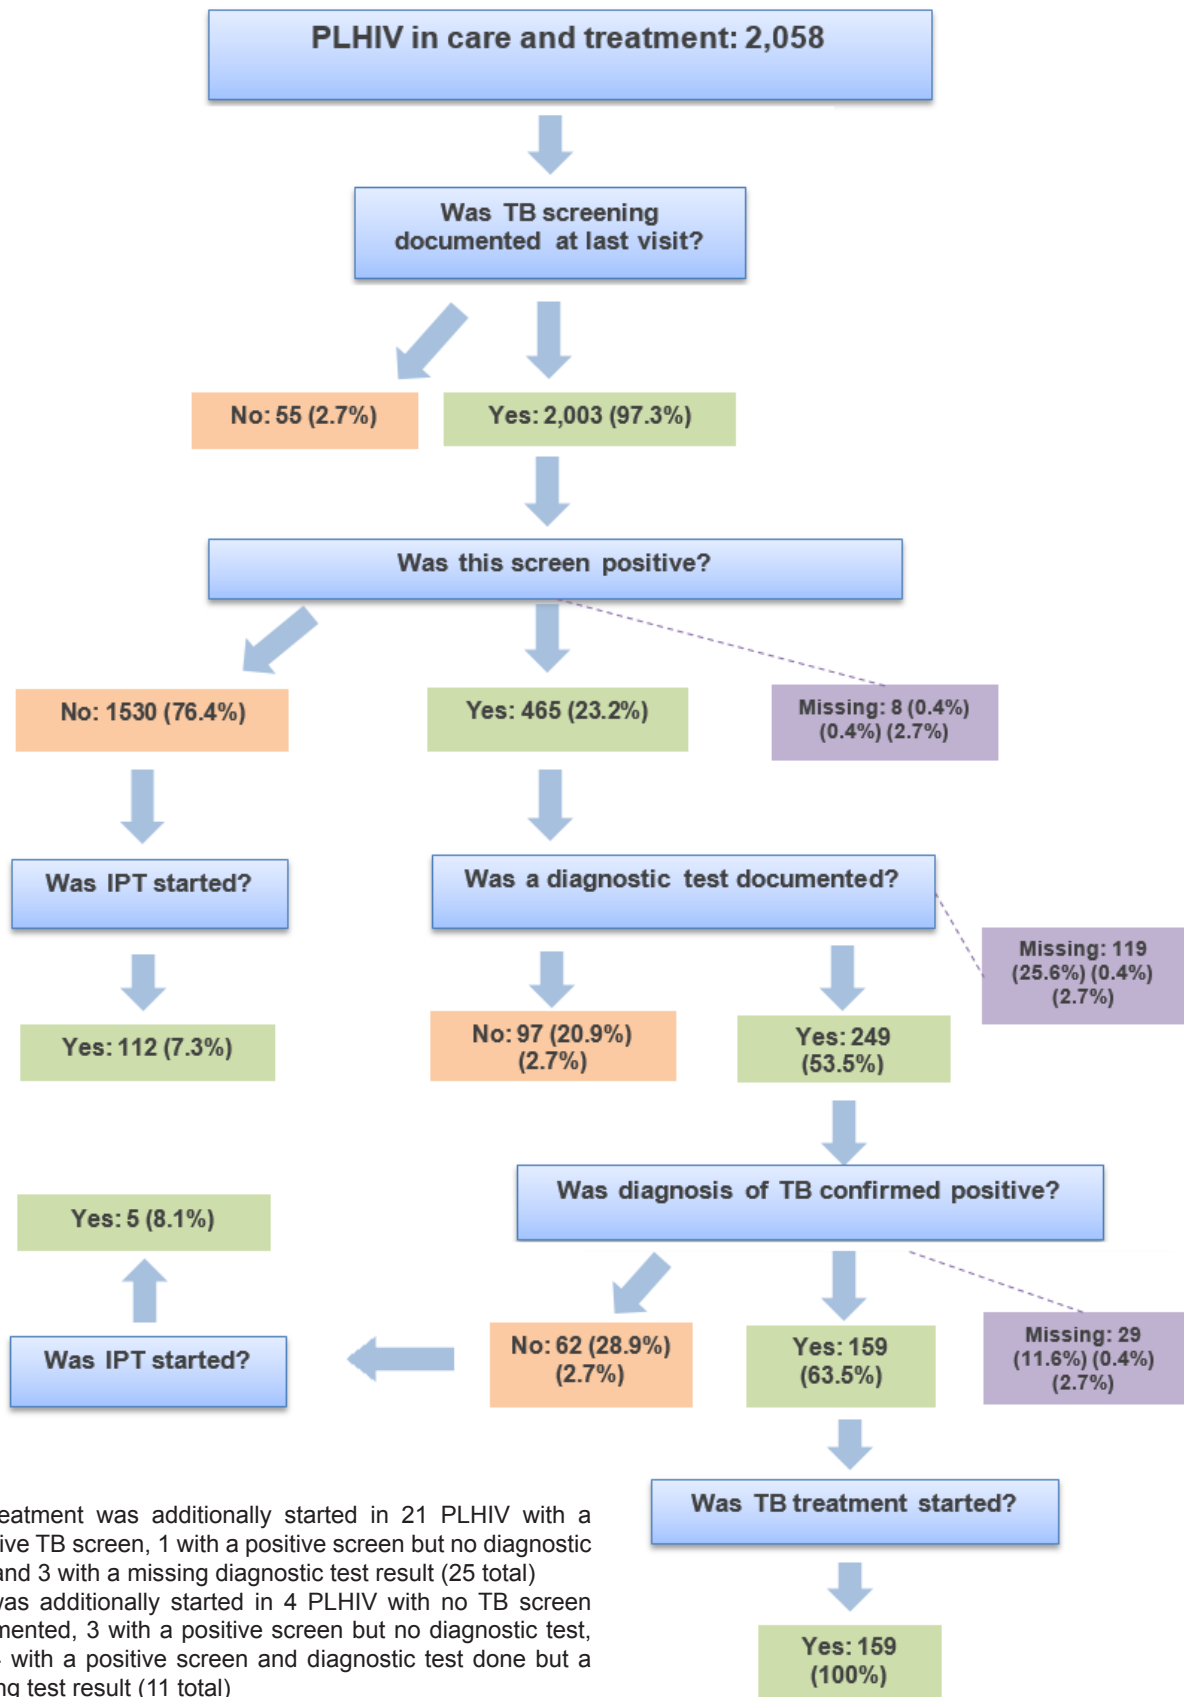 PLHIV in care and treatment: 2,058
Was TB screening
documented at last visit?
No: 55 (2.7%)
Yes: 2,003 (97.3%)
Was this screen positive?
No: 1530 (76.4%)
Yes: 465 (23.2%)
Missing: 8 (0.4%)
(0.4%) (2.7%)
Was IPT started?
Was a diagnostic test documented?
Missing: 119
(25.6%) (0.4%)
(2.7%)
Yes: 112 (7.3%)
No: 97 (20.9%)
(2.7%)
Yes: 249
(53.5%)
Was diagnosis of TB confirmed positive?
Yes: 5 (8.1%)
Was IPT started?
No: 62 (28.9%)
(2.7%)
Yes: 159
(63.5%)
Missing: 29
(11.6%) (0.4%)
(2.7%)
Was TB treatment started?
Yes: 159
(100%)
eatment was additionally started in 21 PLHIV with a
ive TB screen, 1 with a positive screen but no diagnostic
and 3 with a missing diagnostic test result (25 total)
was additionally started in 4 PLHIV with no TB screen
mented, 3 with a positive screen but no diagnostic test,
with a positive screen and diagnostic test done but a
ng test result (11 total)